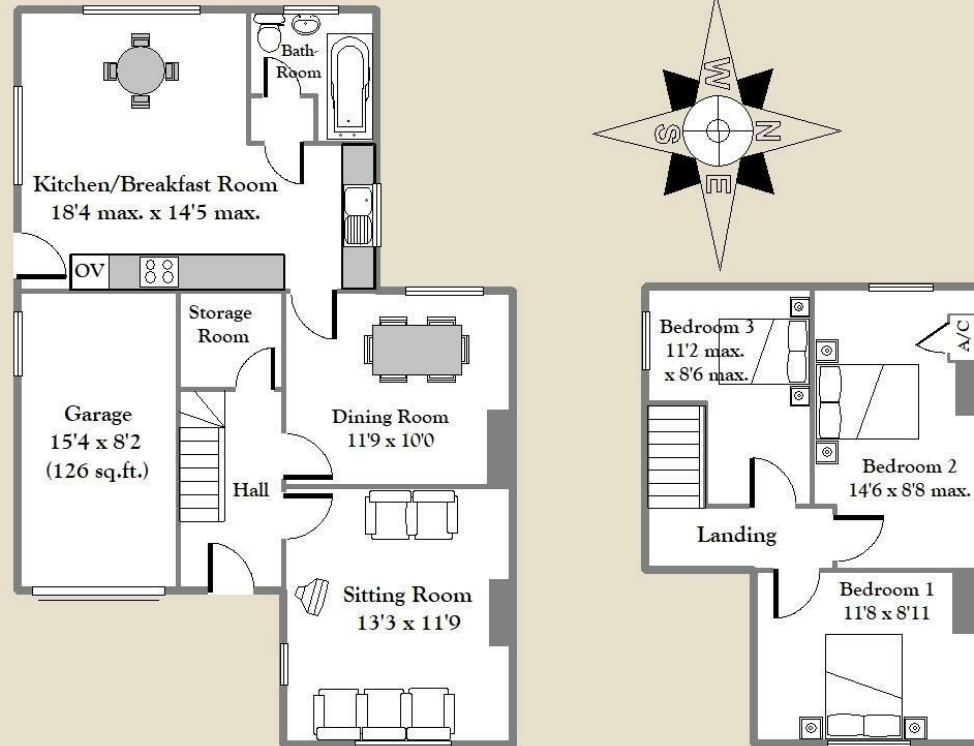 Bath-
Room
W
S
N
E
Kitchen/Breakfast Room
18'4 max. x 14'5 max.
OV
Storage
Room
Dining Room
11'9 x 10'0
Garage
15'4 x 8'2
(126 sq.ft.)
Hall
Sitting Room
13'3 x 11'9
Bedroom 3
11'2 max.
x 8'6 max.
A/C
Bedroom 2
14'6 x 8'8 max.
Landing
Bedroom 1
11'8 x 8'11